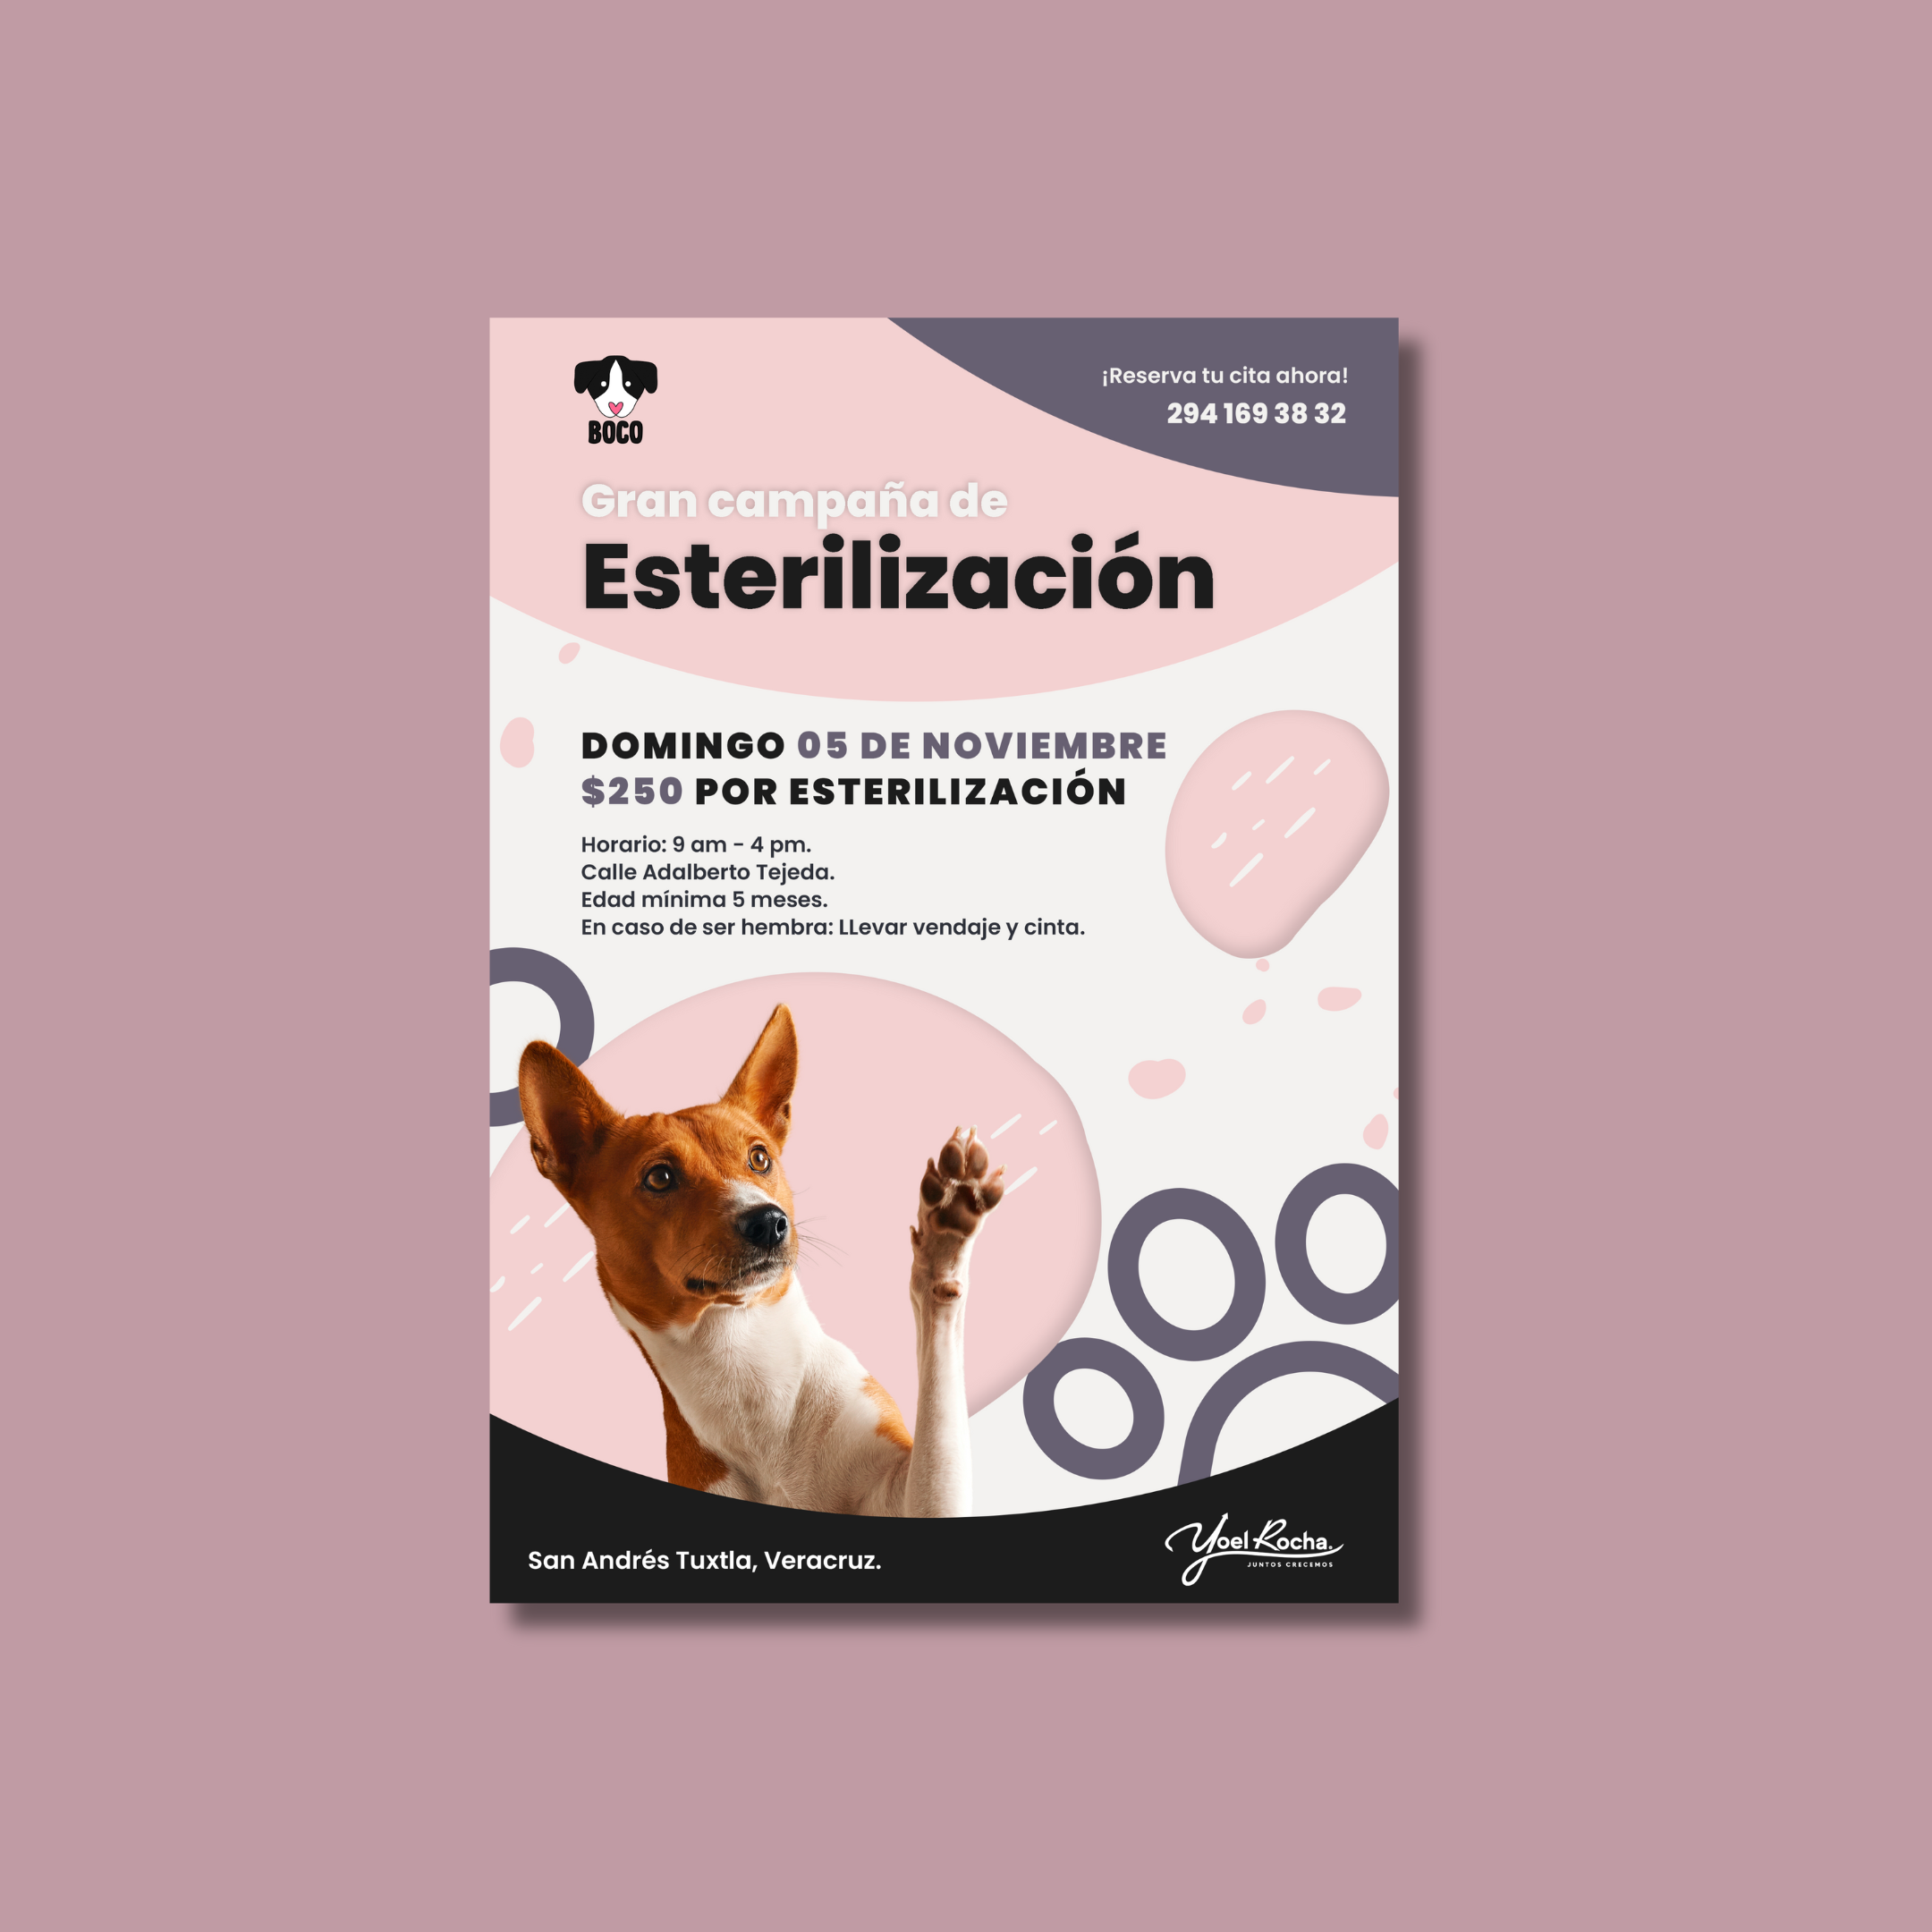 BOCO
¡Reserva tu cita ahora!
294 169 38 32
Gran campaña de
Esterilización
DOMINGO 05 DE NOVIEMBRE
$250 POR ESTERILIZACIÓN
Horario: 9 am - 4 pm.
Calle Adalberto Tejeda.
Edad mínima 5 meses.
En caso de ser hembra: LLevar vendaje y cinta.
San Andrés Tuxtla, Veracruz.
Yoel Rocha.
JUNTOS CRECEMOS